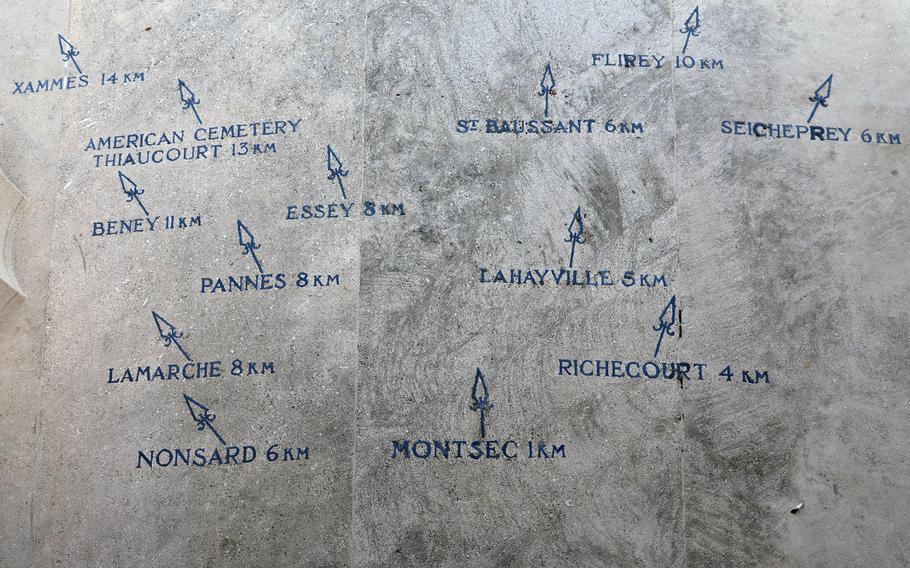 FLIREY 10 KM
XAMMES 14 KM
ST BAUSSANT 6 KM
SEICHEPREY 6 KM
AMERICAN CEMETERY
THIAUCOURT 13 KM
ESSEY 8 KM
BENEY 11 KM
PANNES 8 KM
LAHAYVILLE 5 KM
LAMARCHE 8 KM
RICHECOURT 4 KM
NONSARD 6 KM
MONTSEC 1 KM